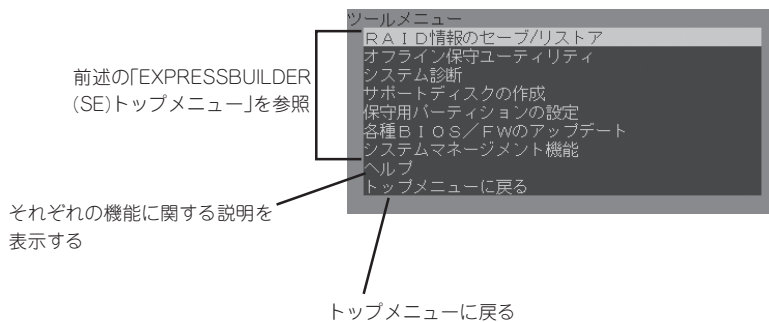 ツールメニュー
ＲＡＩＤ情報のセーブ/リストア
オフライン保守ユーティリティ
システム診断
サポートディスクの作成
保守用パーティションの設定
各種ＢＩＯＳ／ＦＷのアップデート
システムマネージメント機能
ヘルプ
トップメニューに戻る
前述の「EXPRESSBUILDER
(SE)トップメニュー」を参照
それぞれの機能に関する説明を
表示する
トップメニューに戻る